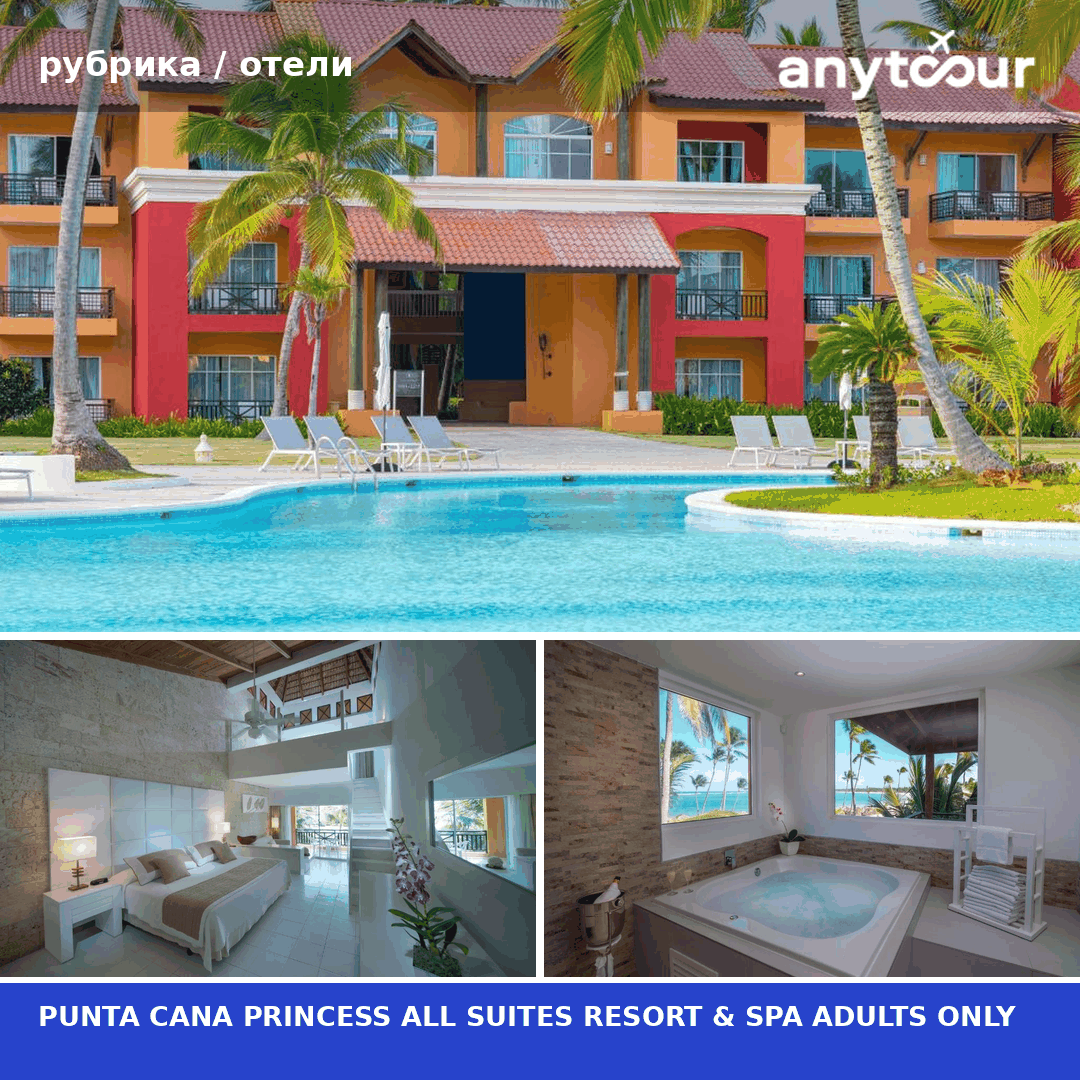 рубрика / отели
anytour
PUNTA CANA PRINCESS ALL SUITES RESORT & SPA ADULTS ONLY